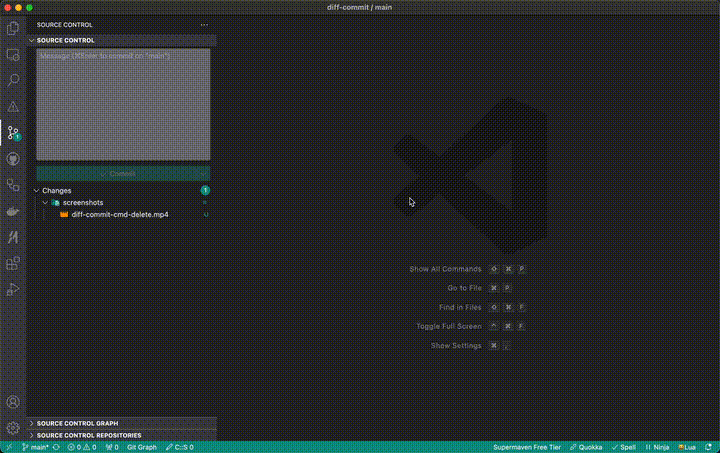 diff-commit / main
SOURCE CONTROL
SOURCE CONTROL
Message (⌘Enter to commit on "main")
Commit
Changes 1
screenshots
diff-commit-cmd-delete.mp4 U
Show All Commands ⇧ ⌘ P
Go to File ⌘ P
Find in Files ⇧ ⌘ F
Toggle Full Screen ^ ⌘ F
Show Settings ⌘ ,
SOURCE CONTROL GRAPH
SOURCE CONTROL REPOSITORIES
main* 0 0 0 Git Graph C::S 0 Supermaven Free Tier Quokka Spell Ninja Lua